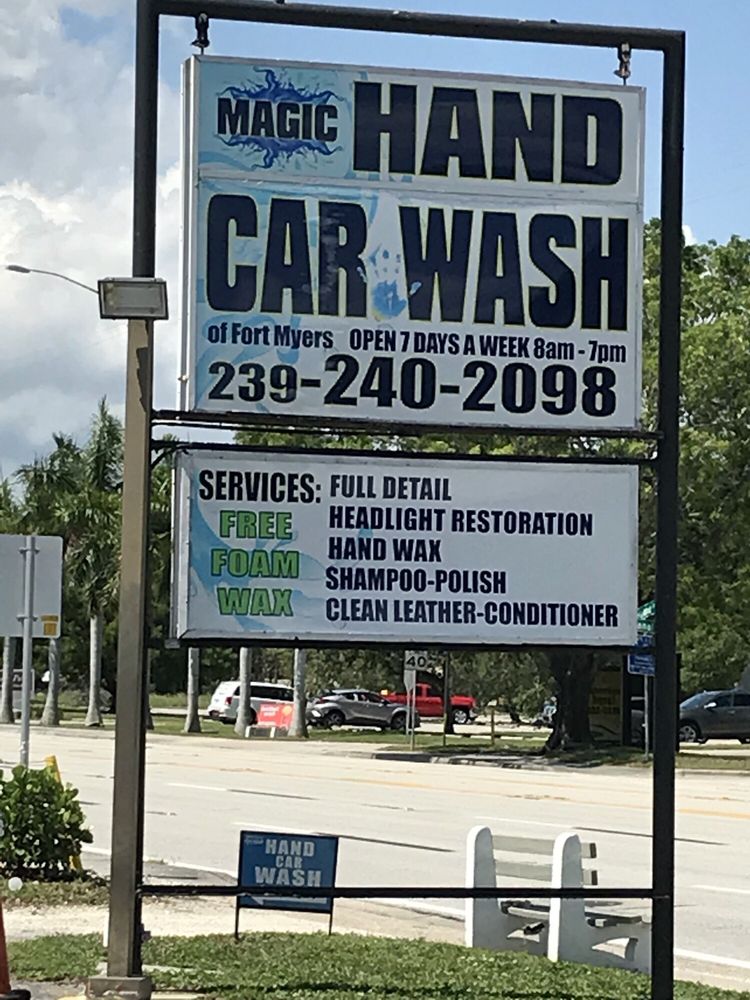 MAGIC HAND
CAR WASH
of Fort Myers OPEN 7 DAYS A WEEK 8am - 7pm
239-240-2098
SERVICES: FULL DETAIL
FREE HEADLIGHT RESTORATION
FOAM HAND WAX
WAX SHAMPOO-POLISH
CLEAN LEATHER-CONDITIONER
40
HAND
CAR
WASH